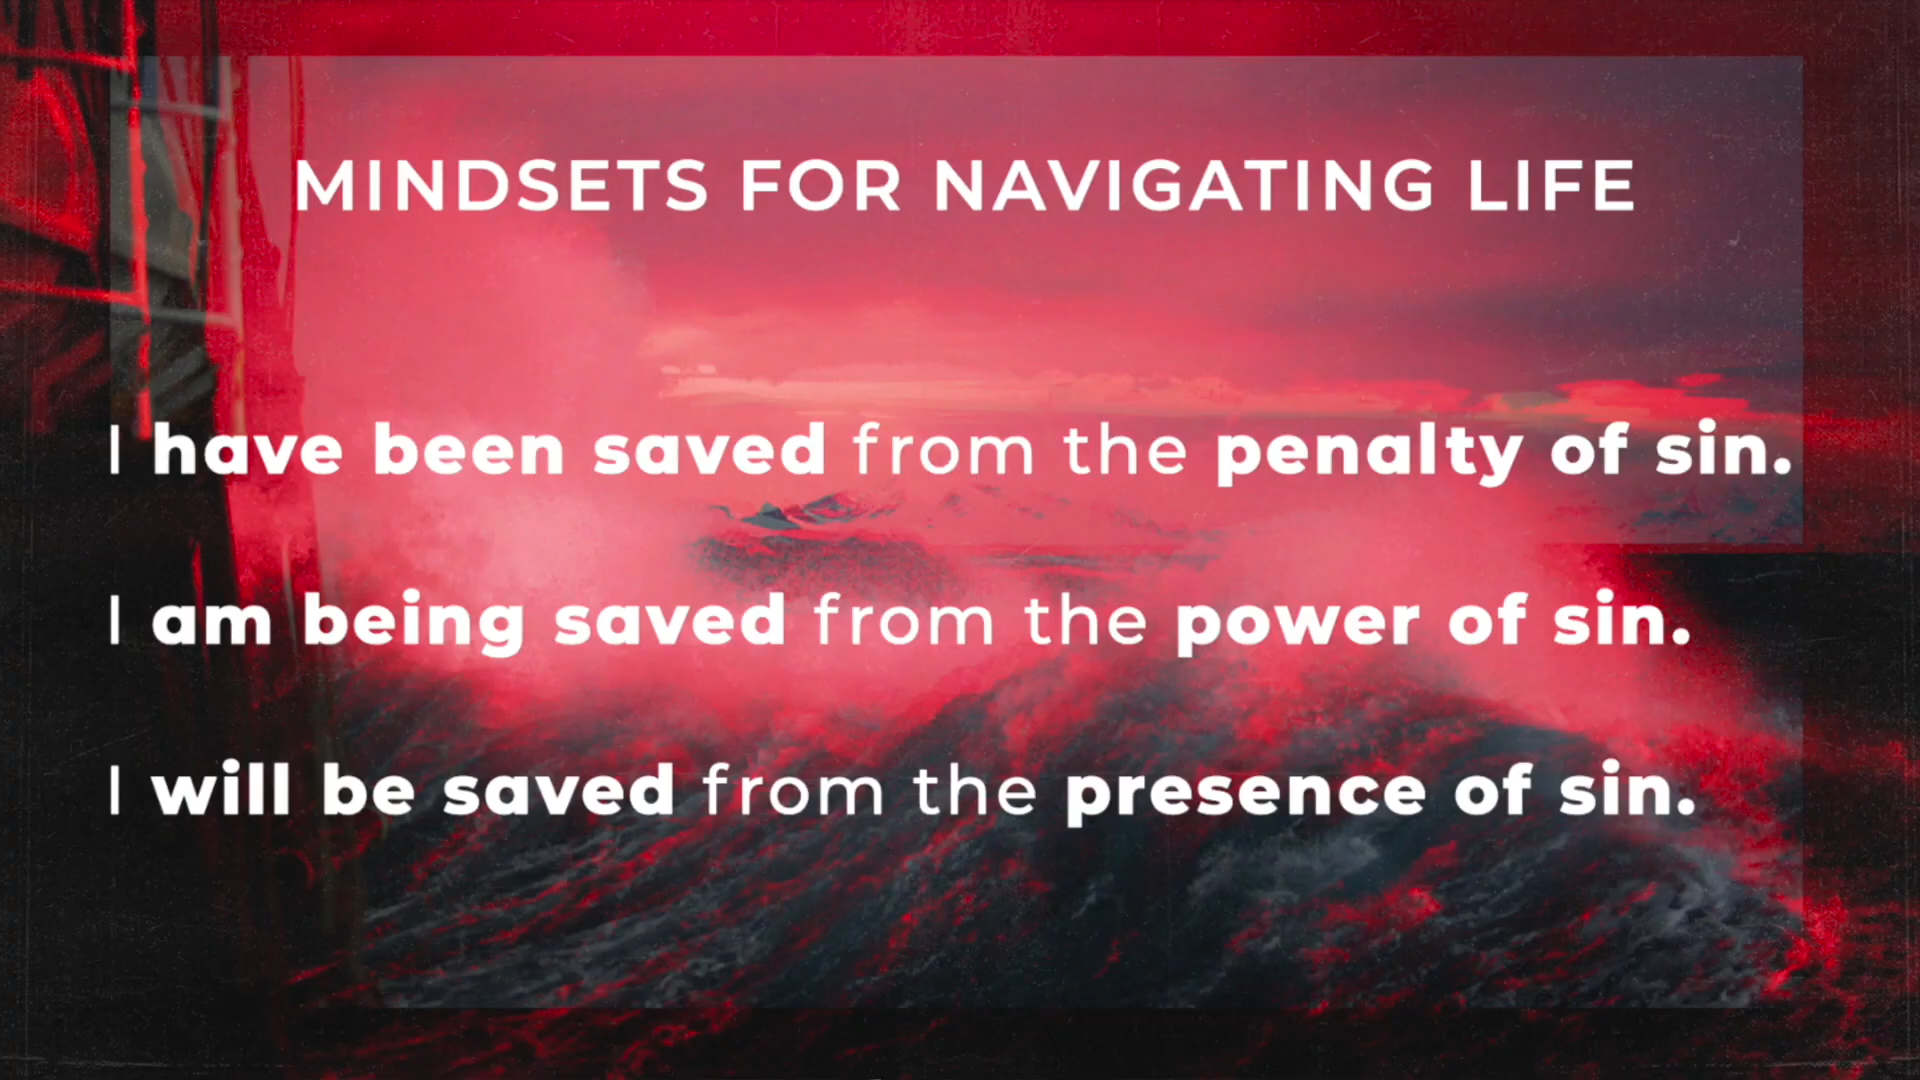 MINDSETS FOR NAVIGATING LIFE
I have been saved from the penalty of sin.
I am being saved from the power of sin.
I will be saved from the presence of sin.